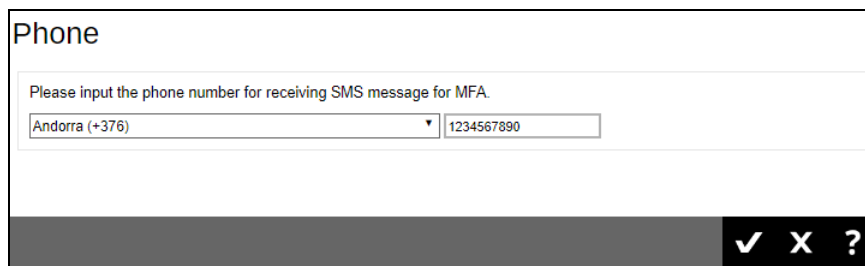 Phone
Please input the phone number for receiving SMS message for MFA.
Andorra (+376) 1234567890
X ?